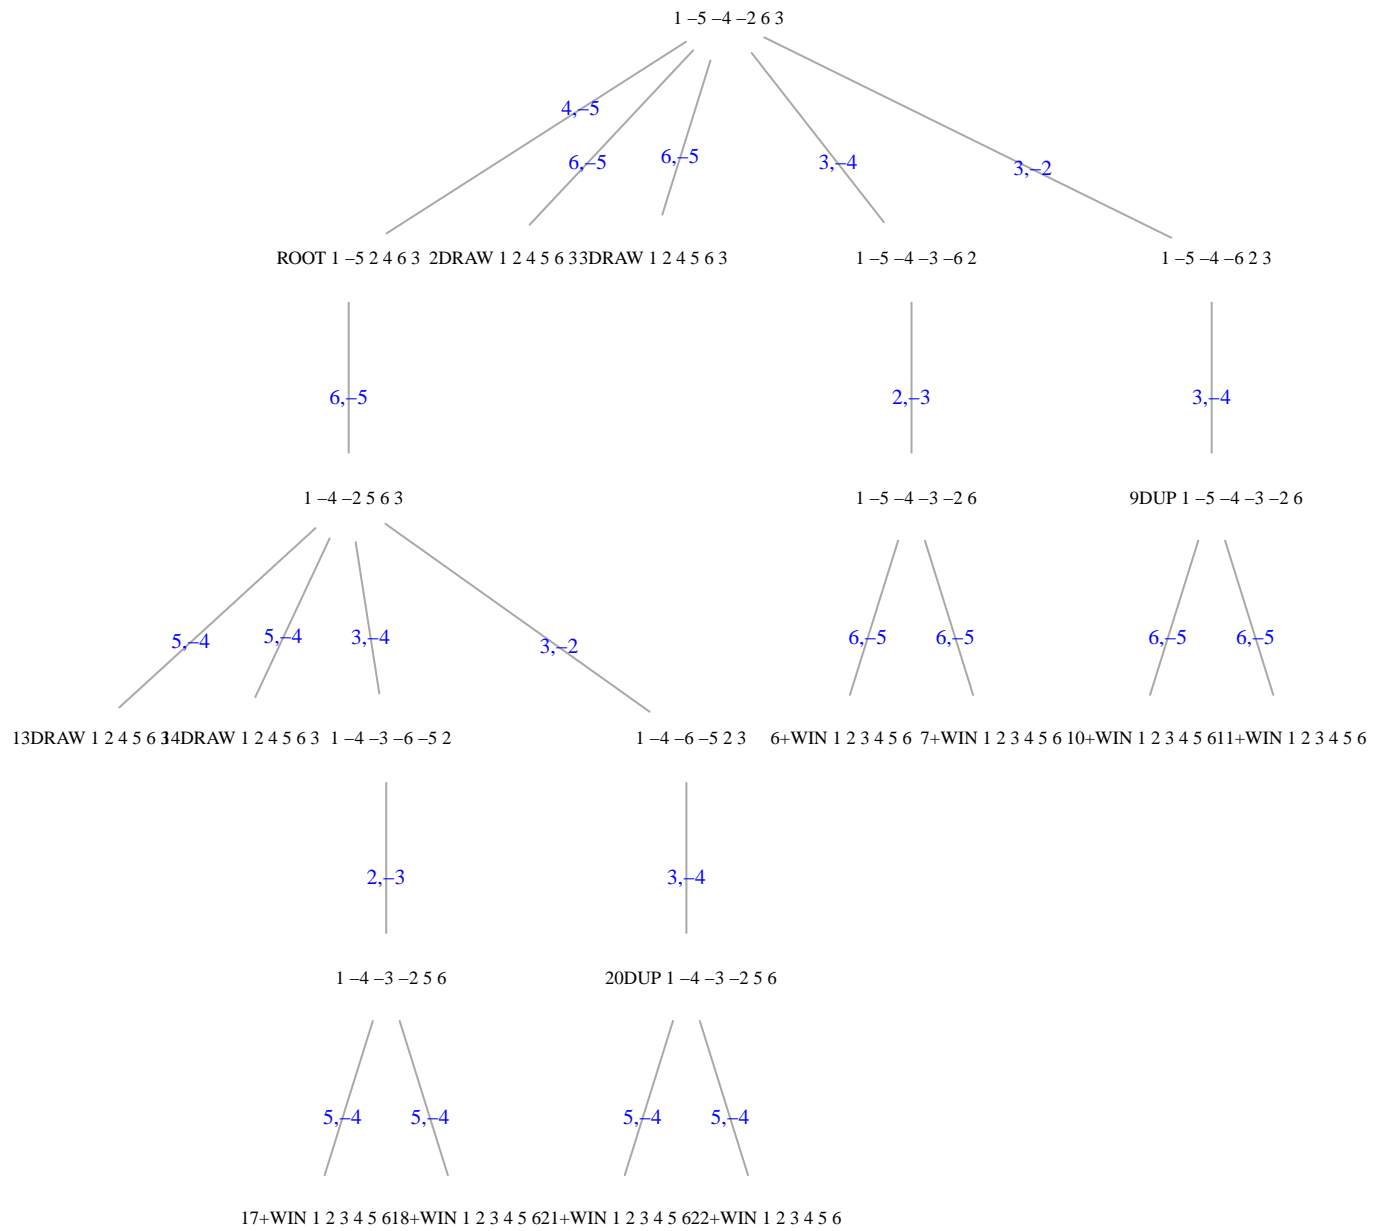 1 –5 –4 –2 6 3
4,–5
6,–5
6,–5
3,–4
3,–2
ROOT 1 –5 2 4 6 3 2DRAW 1 2 4 5 6 3 3DRAW 1 2 4 5 6 3 1 –5 –4 –3 –6 2 1 –5 –4 –6 2 3
6,–5 2,–3 3,–4
1 –4 –2 5 6 3 1 –5 –4 –3 –2 6 9DUP 1 –5 –4 –3 –2 6
5,–4 5,–4 3,–4 3,–2 6,–5 6,–5 6,–5 6,–5
13DRAW 1 2 4 5 6 3 14DRAW 1 2 4 5 6 3 1 –4 –3 –6 –5 2 1 –4 –6 –5 2 3 6+WIN 1 2 3 4 5 6 7+WIN 1 2 3 4 5 6 10+WIN 1 2 3 4 5 6 11+WIN 1 2 3 4 5 6
2,–3 3,–4
1 –4 –3 –2 5 6 20DUP 1 –4 –3 –2 5 6
5,–4 5,–4 5,–4 5,–4
17+WIN 1 2 3 4 5 6 18+WIN 1 2 3 4 5 6 21+WIN 1 2 3 4 5 6 22+WIN 1 2 3 4 5 6